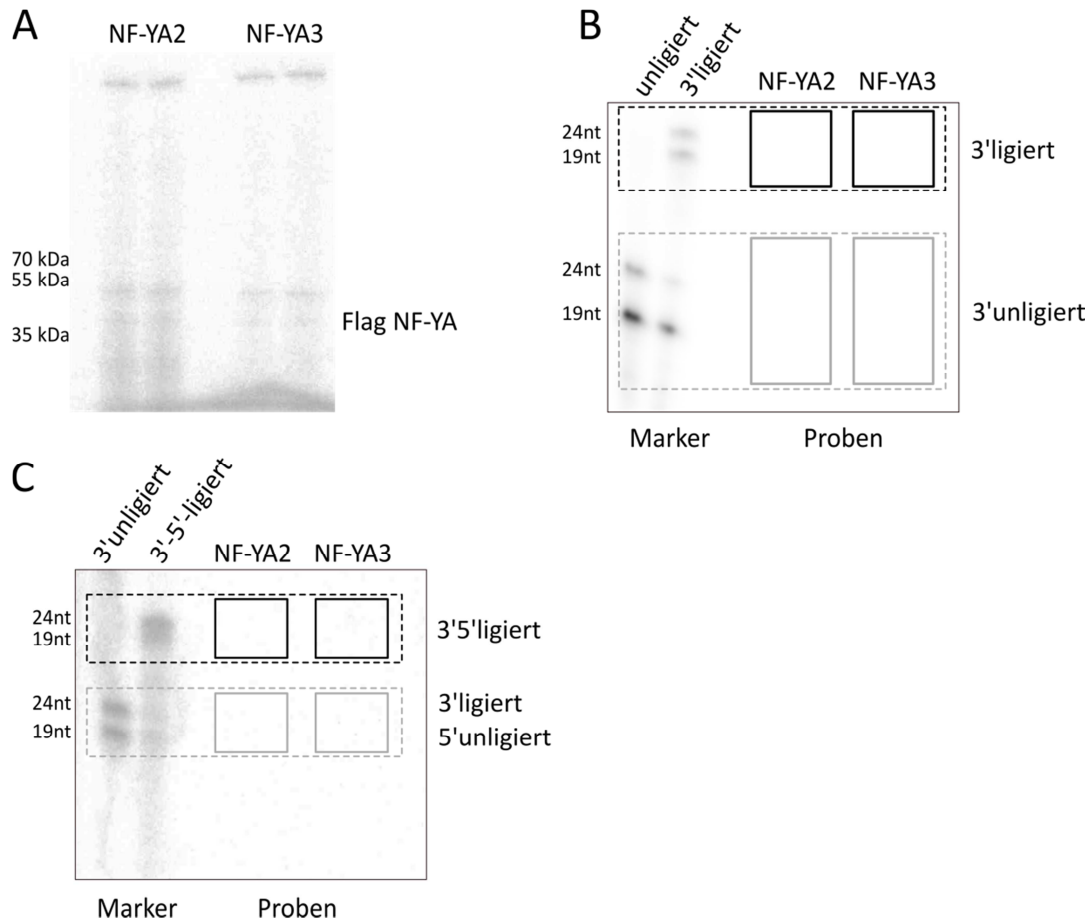 A
NF-YA2
NF-YA3
70 kDa
55 kDa
35 kDa
Flag NF-YA
B
unligiert
3'ligiert
NF-YA2
NF-YA3
24nt
19nt
3'ligiert
24nt
19nt
3'unligiert
Marker
Proben
C
3'unligiert
3'-5'-ligiert
NF-YA2
NF-YA3
24nt
19nt
3'5'ligiert
24nt
19nt
3'ligiert
5'unligiert
Marker
Proben